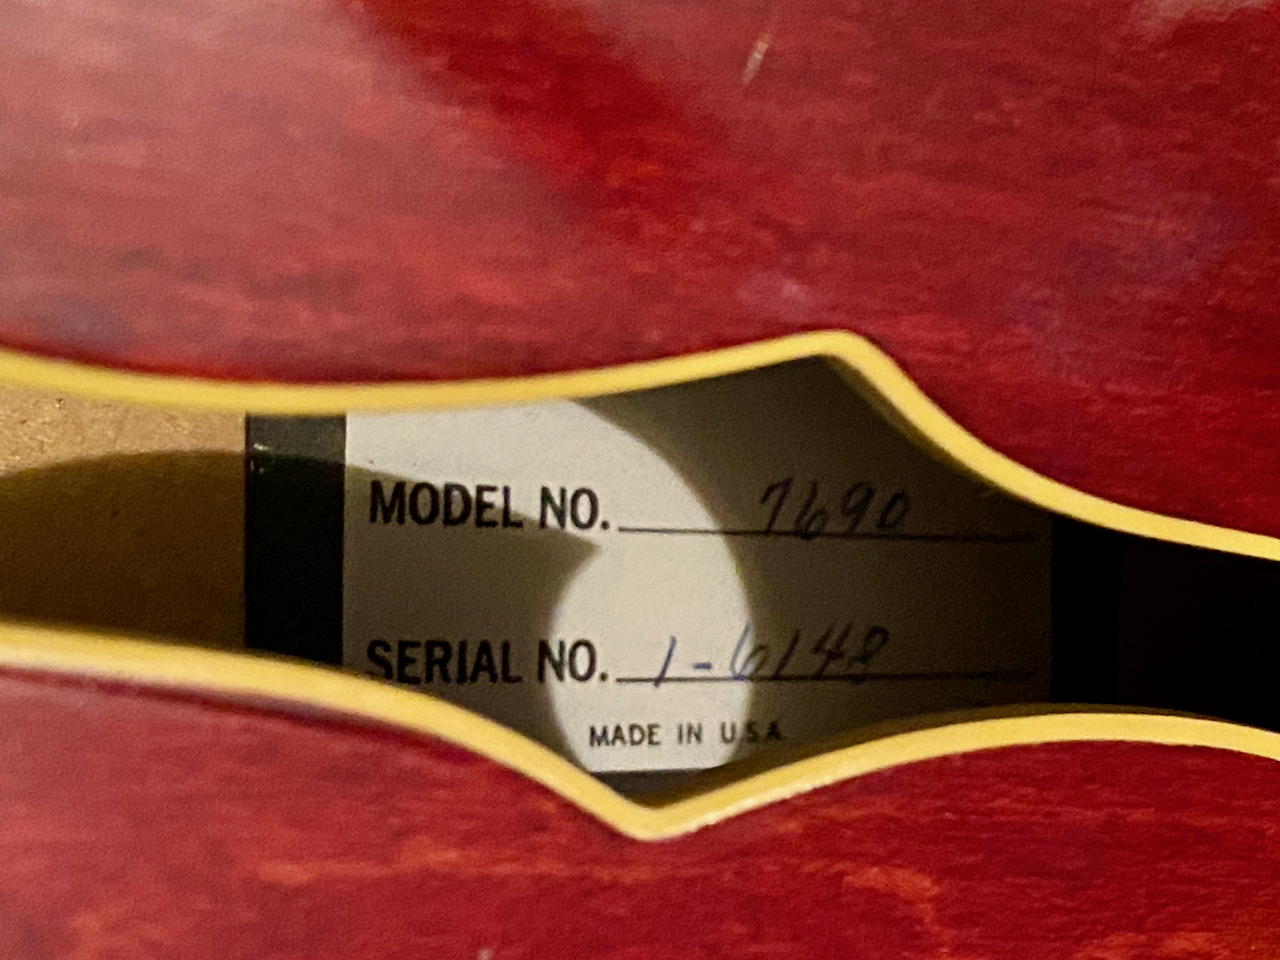 MODEL NO. 7690
SERIAL NO. 1-6148
MADE IN U.S.A.